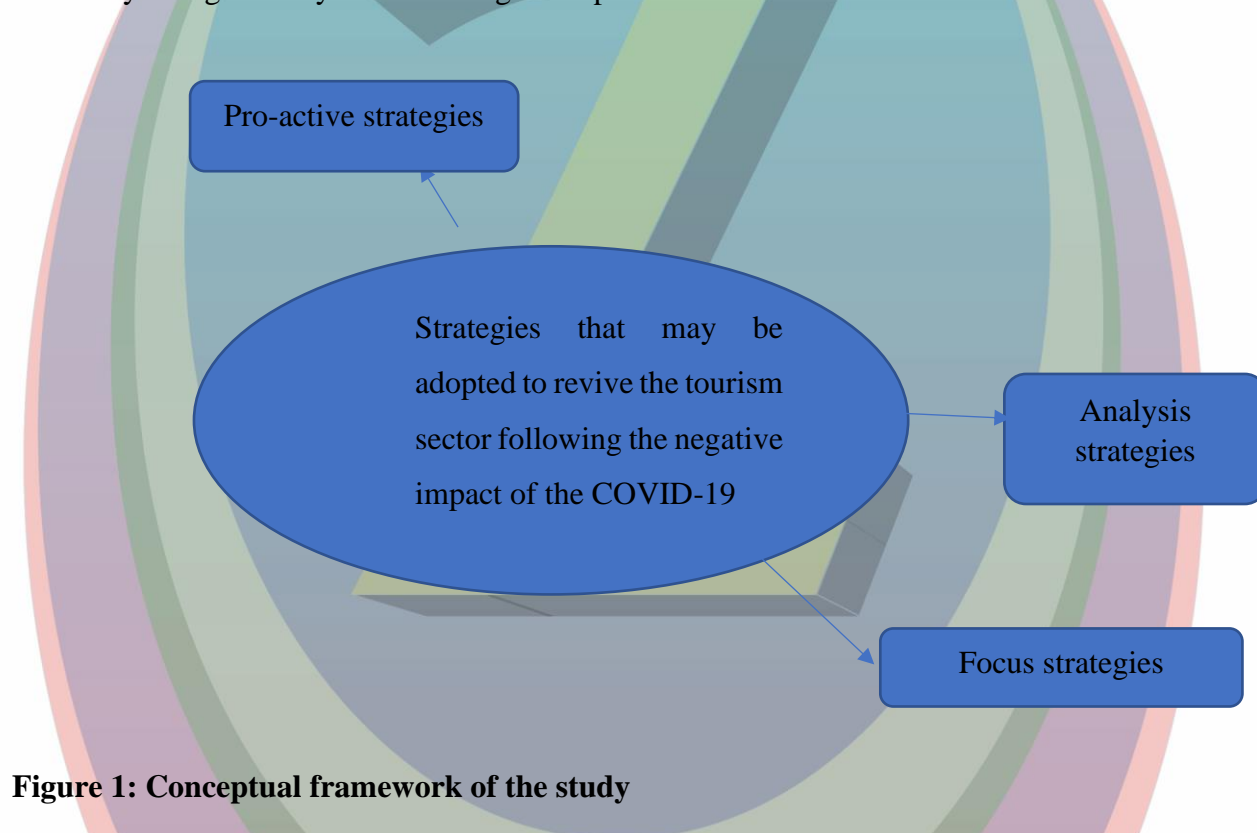 Pro-active strategies
Strategies that may be
adopted to revive the tourism
sector following the negative
impact of the COVID-19
Analysis
strategies
Focus strategies
Figure 1: Conceptual framework of the study